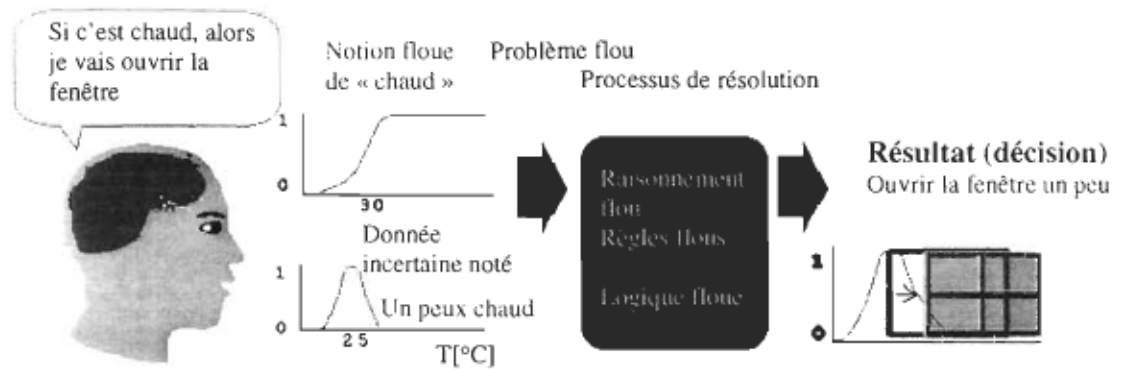 Si c'est chaud, alors
je vais ouvrir la
fenêtre
Notion floue
de « chaud »
1
0
30
Donnée
incertaine noté
1
Un peux chaud
0
25
T[°C]
Problème flou
Processus de résolution
Raisonnement
flou
Règles flous
Logique floue
Résultat (décision)
Ouvrir la fenêtre un peu
1
0